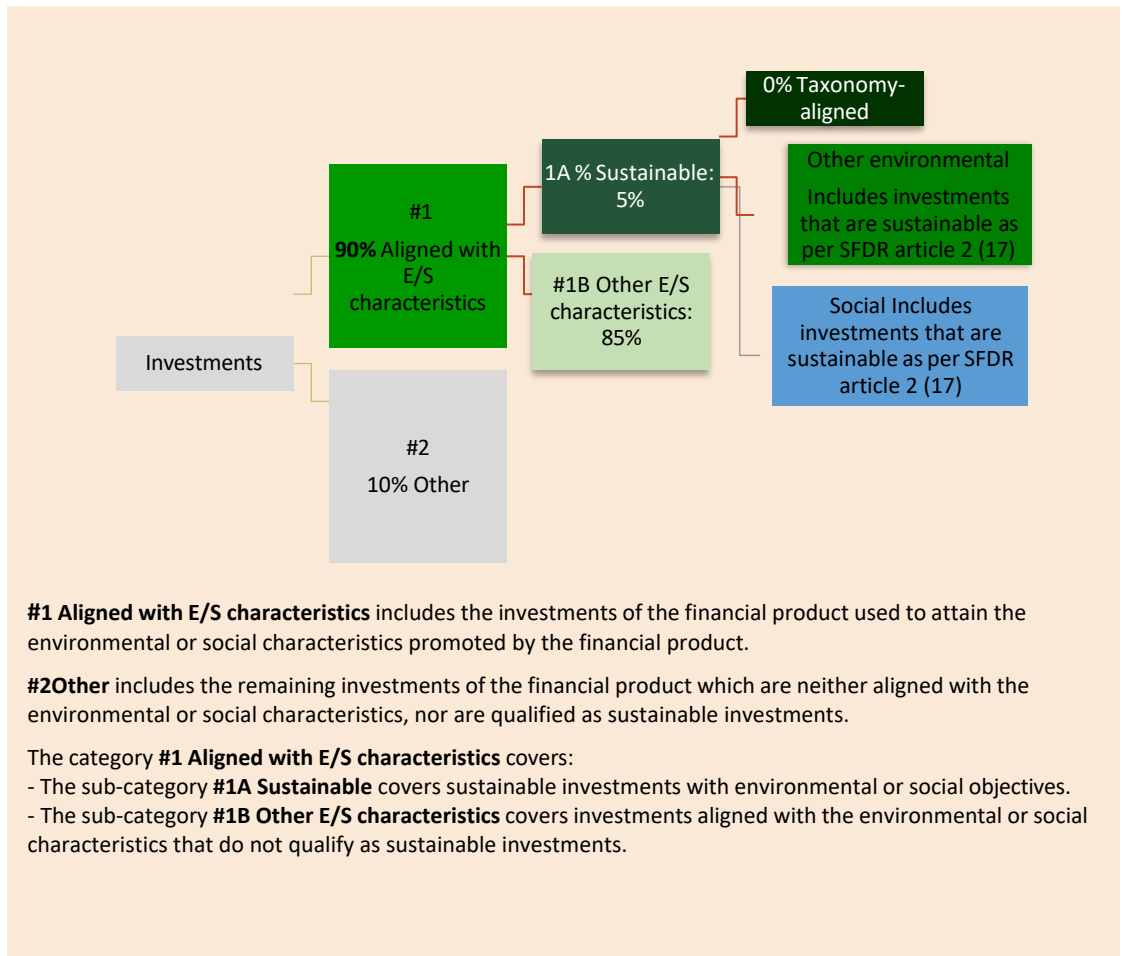 Investments
#1
90% Aligned with
E/S
characteristics
#2
10% Other
1A % Sustainable:
5%
#1B Other E/S
characteristics:
85%
0% Taxonomy-
aligned
Other environmental
Includes investments
that are sustainable as
per SFDR article 2 (17)
Social Includes
investments that are
sustainable as per SFDR
article 2 (17)
#1 Aligned with E/S characteristics includes the investments of the financial product used to attain the
environmental or social characteristics promoted by the financial product.
#2Other includes the remaining investments of the financial product which are neither aligned with the
environmental or social characteristics, nor are qualified as sustainable investments.
The category #1 Aligned with E/S characteristics covers:
- The sub-category #1A Sustainable covers sustainable investments with environmental or social objectives.
- The sub-category #1B Other E/S characteristics covers investments aligned with the environmental or social
characteristics that do not qualify as sustainable investments.